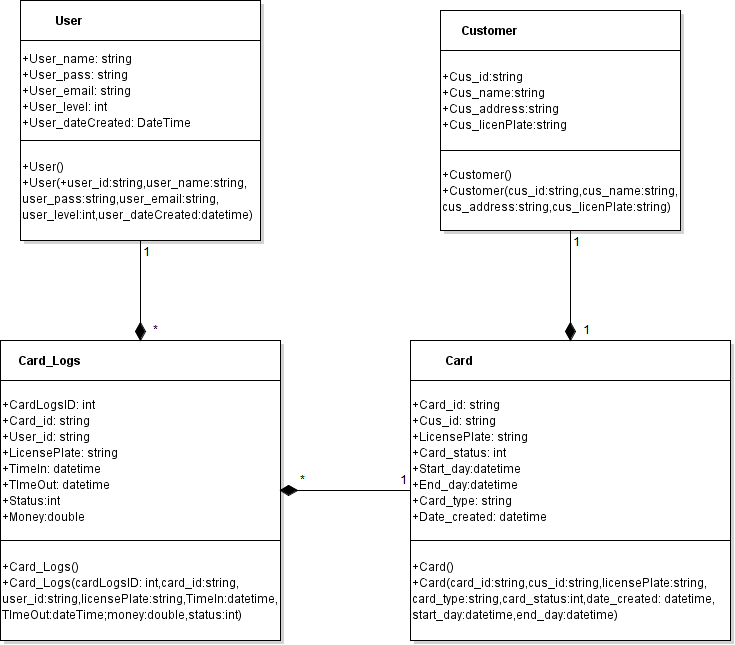 User
+User_name: string
+User_pass: string
+User_email: string
+User_level: int
+User_dateCreated: DateTime
+User()
+User(+user_id:string,user_name:string,
user_pass:string,user_email:string,
user_level:int,user_dateCreated:datetime)
Customer
+Cus_id:string
+Cus_name:string
+Cus_address:string
+Cus_licenPlate:string
+Customer()
+Customer(cus_id:string,cus_name:string,
cus_address:string,cus_licenPlate:string)
1
*
1
1
Card_Logs
+CardLogsID: int
+Card_id: string
+User_id: string
+LicensePlate: string
+TimeIn: datetime
+TImeOut: datetime
+Status:int
+Money:double
+Card_Logs()
+Card_Logs(cardLogsID: int,card_id:string,
user_id:string,licensePlate:string,TimeIn:datetime,
TImeOut:dateTime;money:double,status:int)
*
1
Card
+Card_id: string
+Cus_id: string
+LicensePlate: string
+Card_status: int
+Start_day:datetime
+End_day:datetime
+Card_type: string
+Date_created: datetime
+Card()
+Card(card_id:string,cus_id:string,licensePlate:string,
card_type:string,card_status:int,date_created: datetime,
start_day:datetime,end_day:datetime)